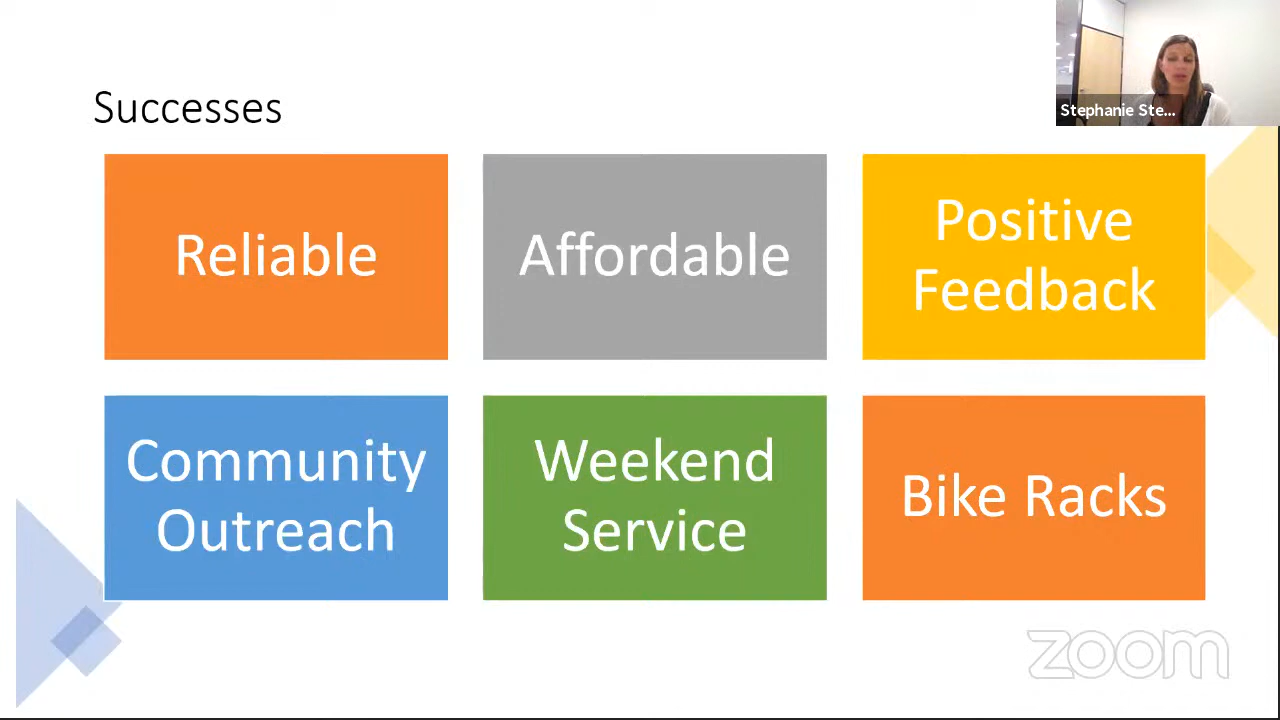 Successes
Stephanie Ste...
Reliable
Affordable
Positive
Feedback
Community
Outreach
Weekend
Service
Bike Racks
zoom